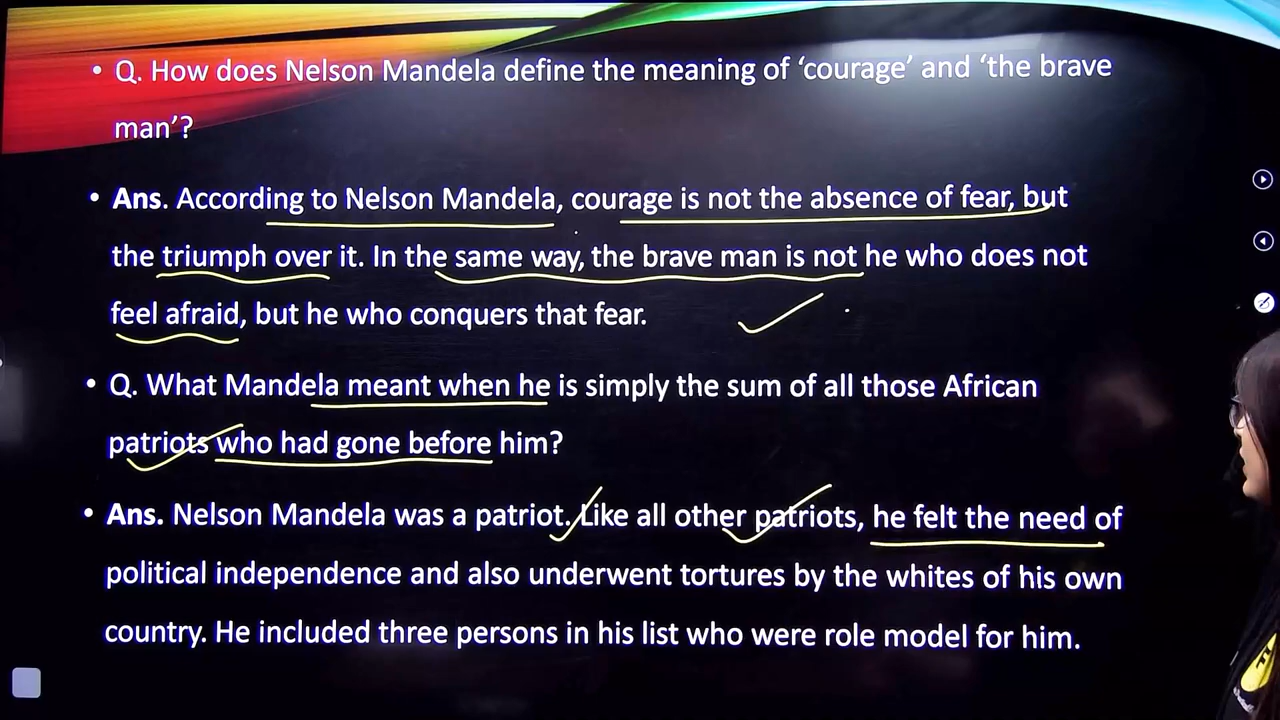 • Q. How does Nelson Mandela define the meaning of ‘courage’ and ‘the brave
man’?
• Ans. According to Nelson Mandela, courage is not the absence of fear, but
the triumph over it. In the same way, the brave man is not he who does not
feel afraid, but he who conquers that fear.
• Q. What Mandela meant when he is simply the sum of all those African
patriots who had gone before him?
• Ans. Nelson Mandela was a patriot. Like all other patriots, he felt the need of
political independence and also underwent tortures by the whites of his own
country. He included three persons in his list who were role model for him.